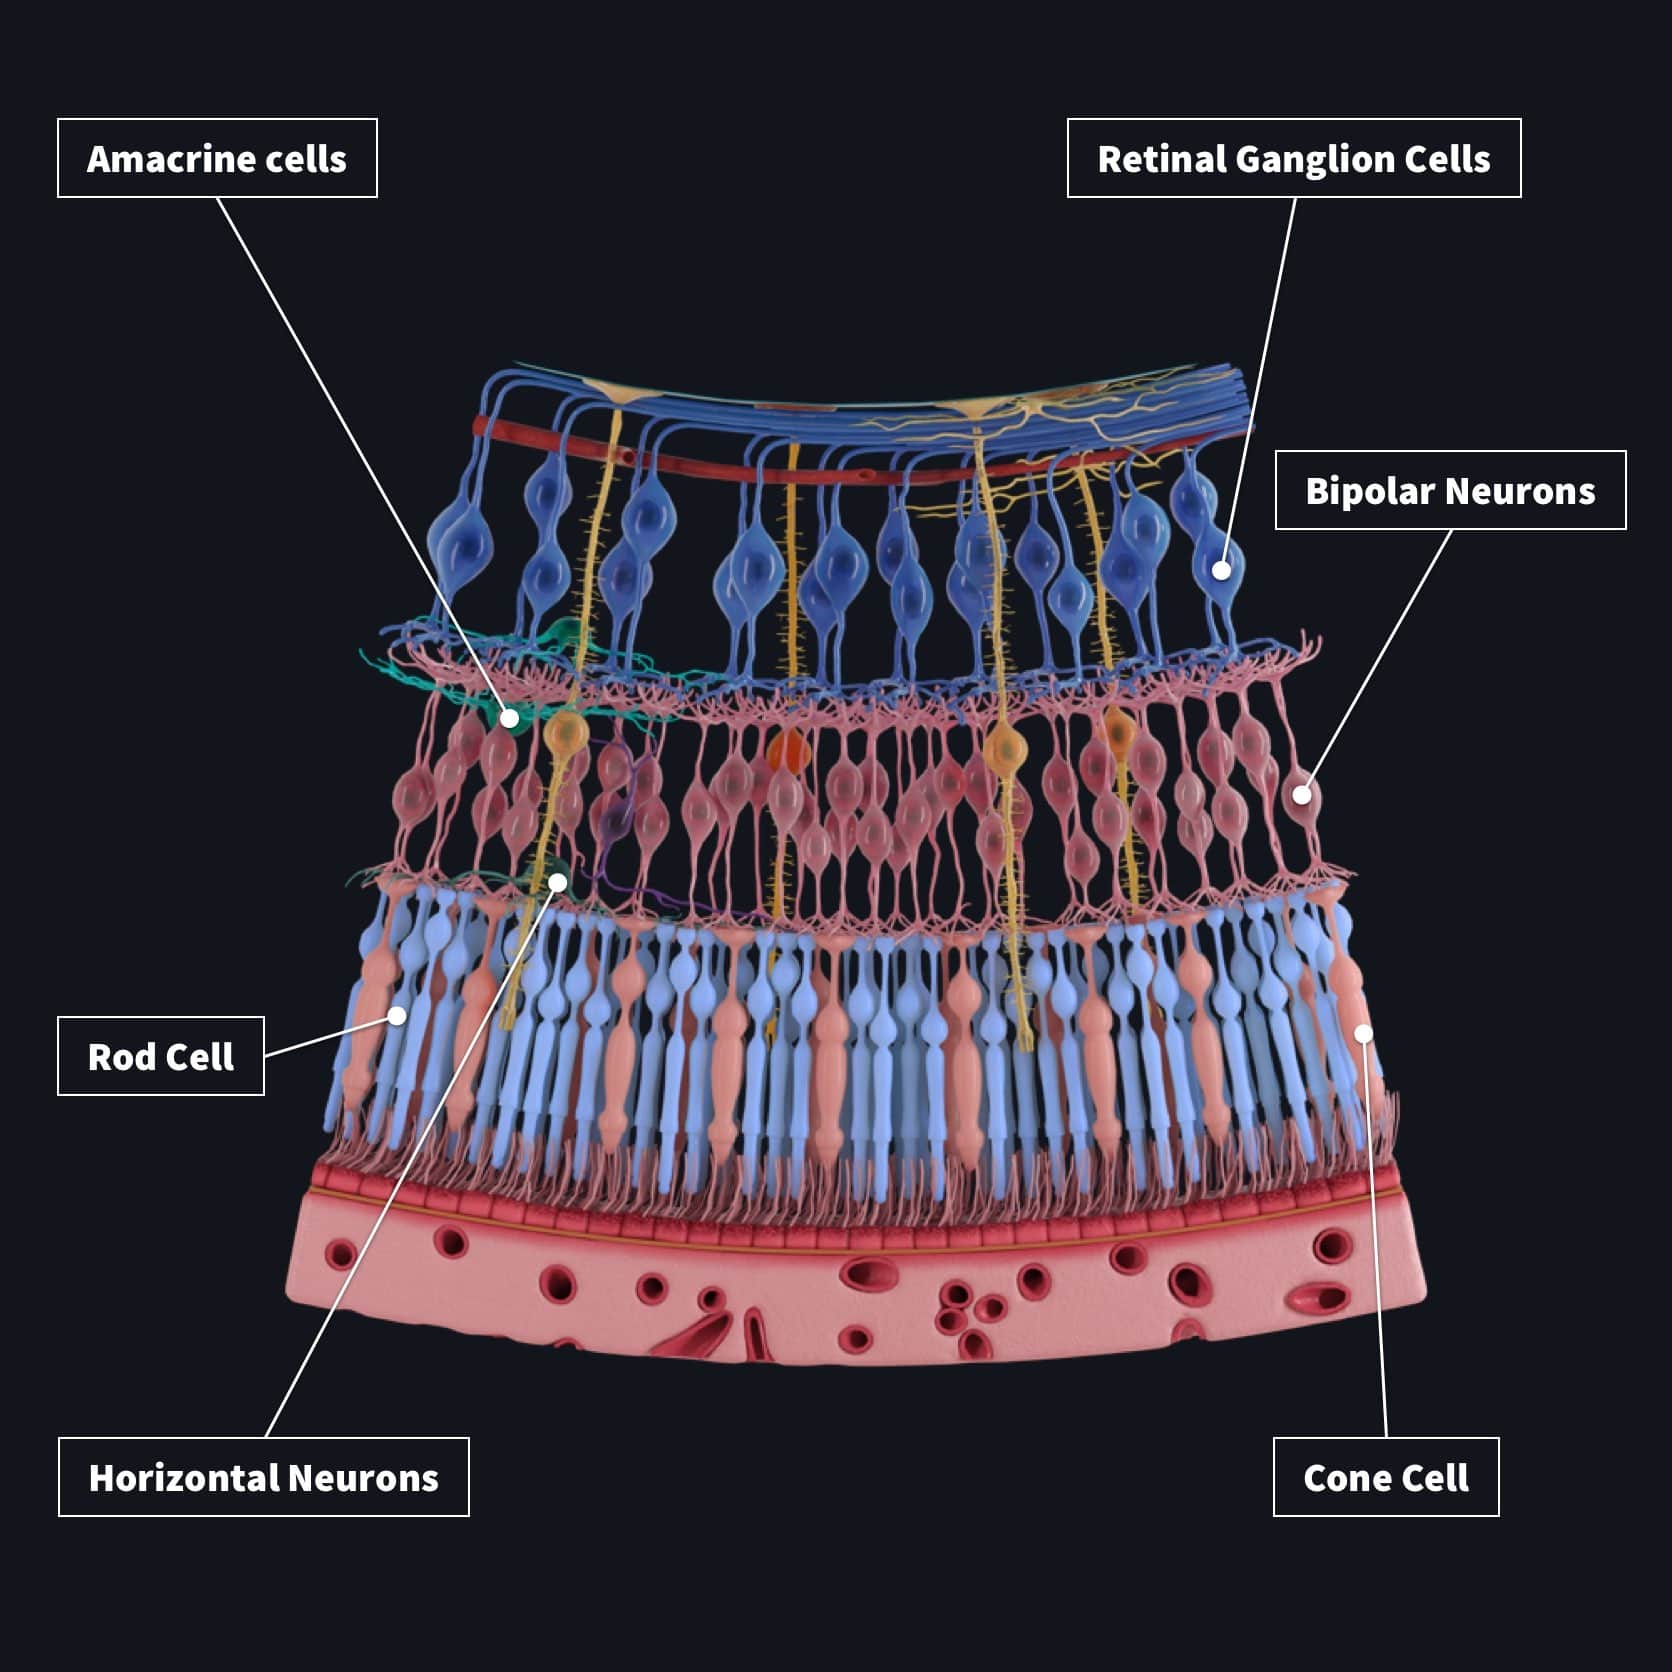 Amacrine cells
Retinal Ganglion Cells
Bipolar Neurons
Rod Cell
Horizontal Neurons
Cone Cell